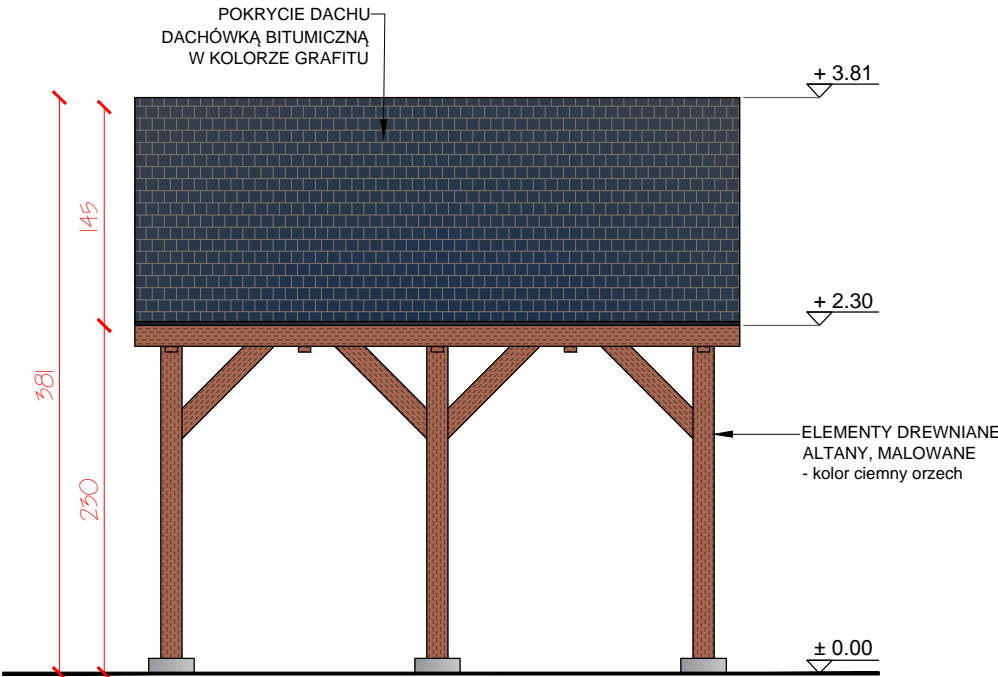 POKRYCIE DACHU
DACHÓWKĄ BITUMICZNĄ
W KOLORZE GRAFITU
+ 3.81
145
+ 2.30
381
ELEMENTY DREWNIANE
ALTANY, MALOWANE
- kolor ciemny orzech
230
± 0.00